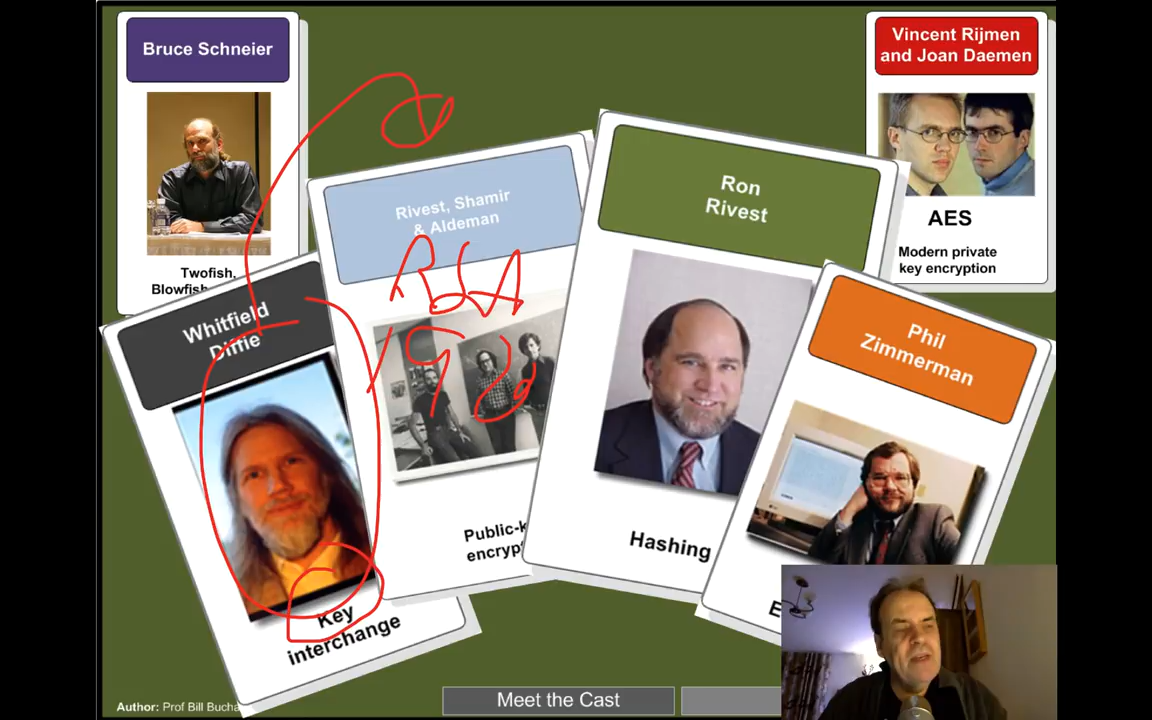 Bruce Schneier
Twofish,
Blowfish
Vincent Rijmen
and Joan Daemen
AES
Modern private
key encryption
Rivest, Shamir
& Aldeman
RSA
Public-k
encryp
Ron
Rivest
Hashing
Whitfield
Diffie
Key
interchange
Phil
Zimmerman
E
Author: Prof Bill Bucha
Meet the Cast